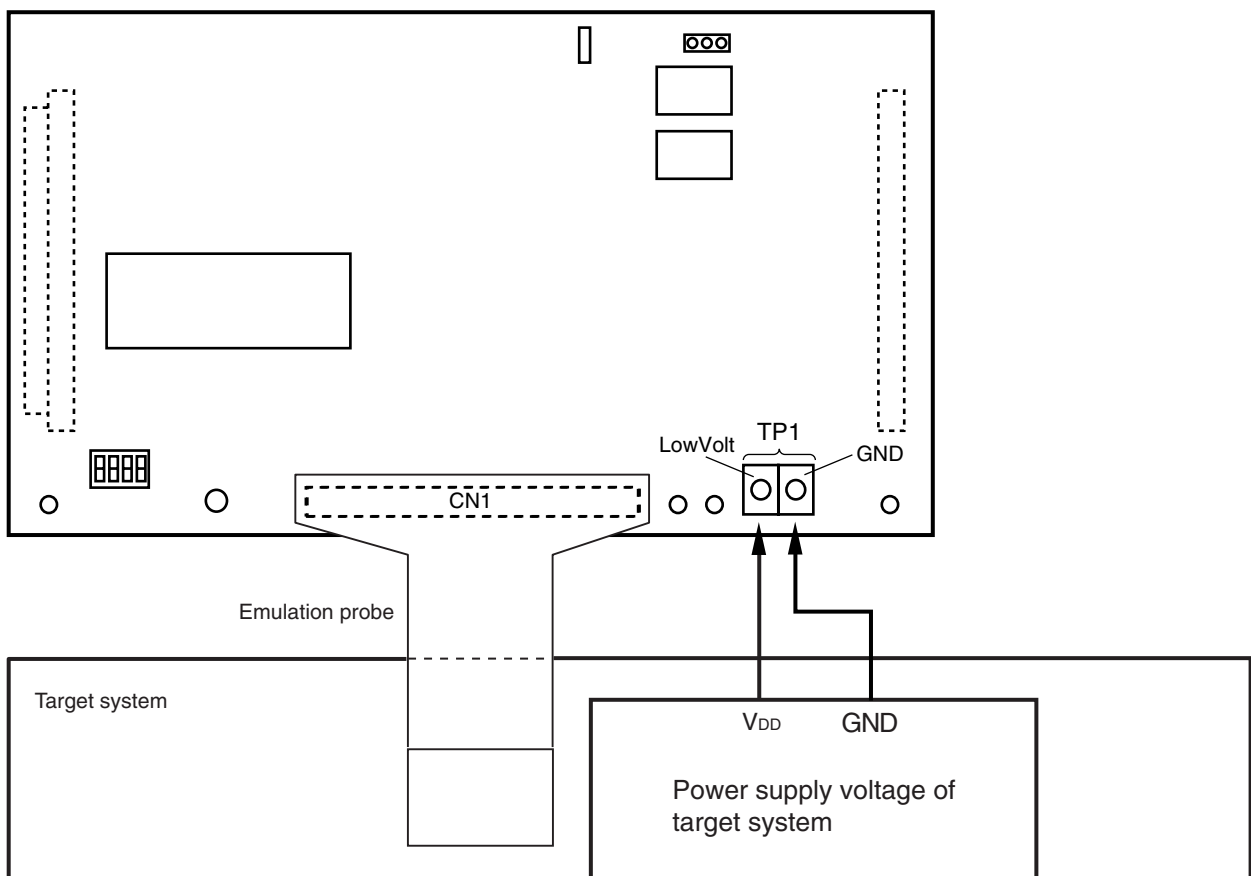 TP1
LowVolt
GND
CN1
Emulation probe
Target system
VDD
GND
Power supply voltage of
target system